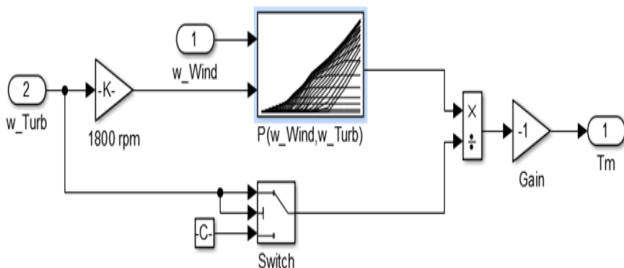 1
w_Wind
2
w_Turb
-K-
1800 rpm
P(w_Wind,w_Turb)
×
÷
-1
Gain
1
Tm
-C-
Switch